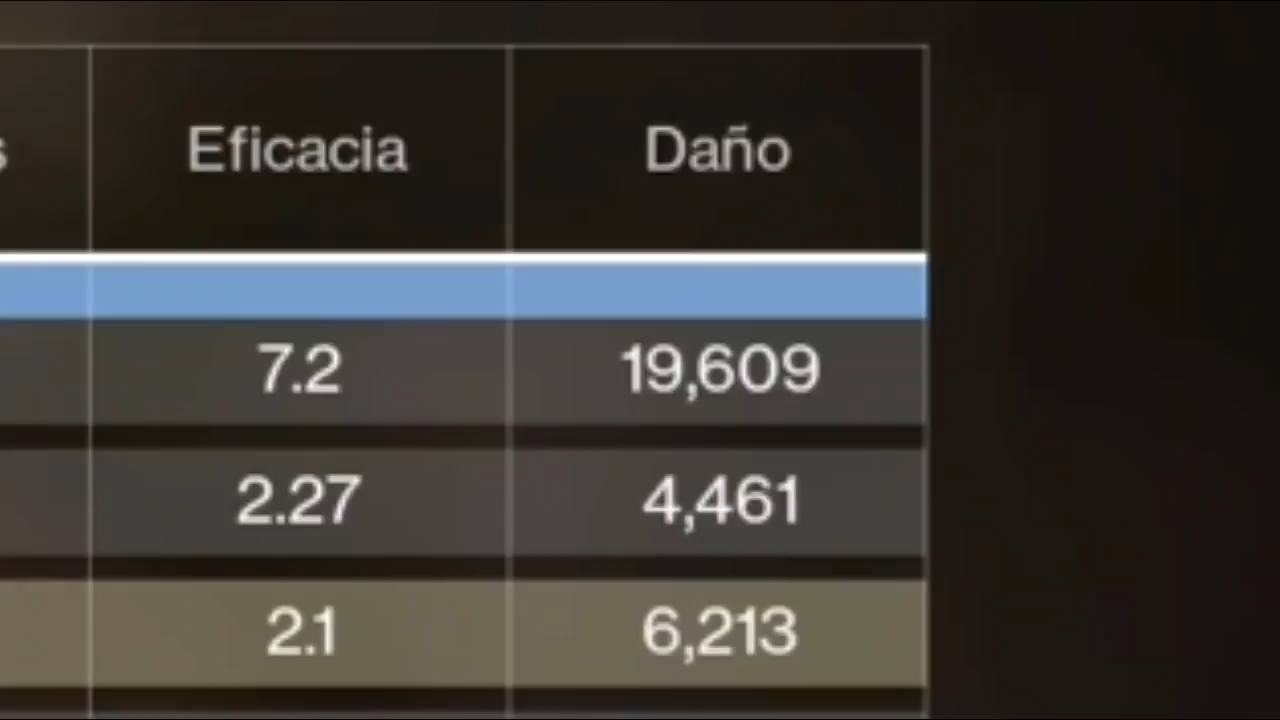 Eficacia Daño
7.2 19,609
2.27 4,461
2.1 6,213